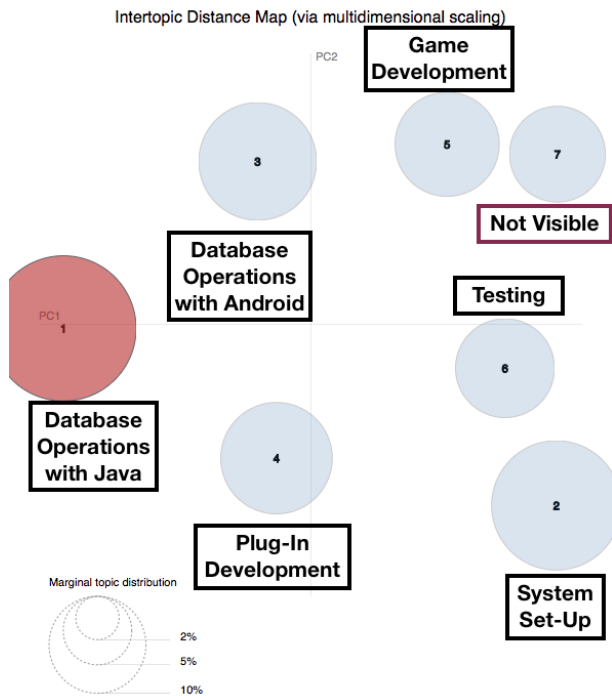 Intertopic Distance Map (via multidimensional scaling)
PC2
Game
Development
5
7
3
Not Visible
Database
Operations
with Android
Testing
PC1
1
6
Database
Operations
with Java
4
2
Plug-In
Development
System
Set-Up
Marginal topic distribution
2%
5%
10%